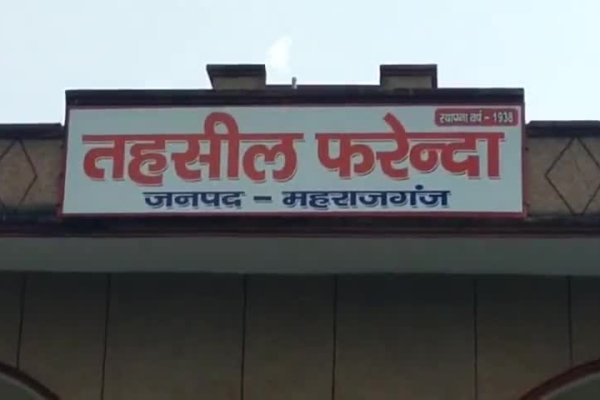 स्थापना वर्ष - 1938
तहसील फरेन्दा
जनपद - महराजगंज